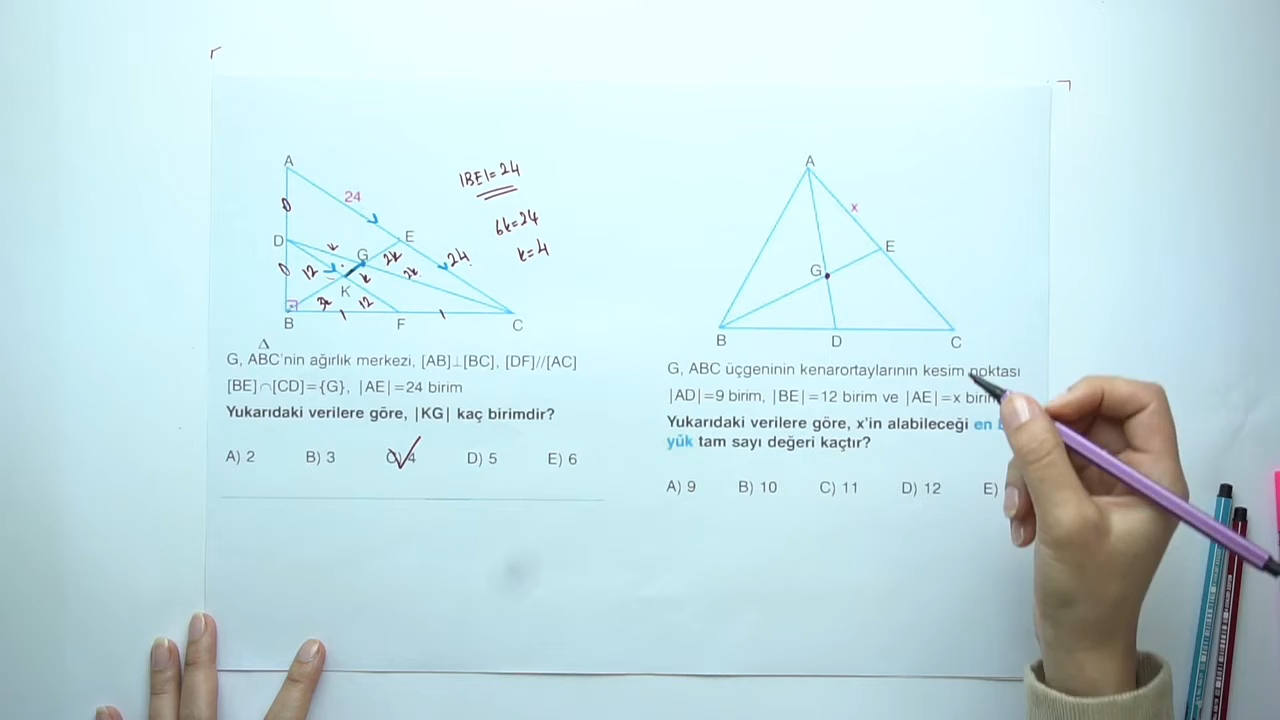 A
24
|BE|=24
6k=24
k=4
D
E
k
G
2k
24
12
k
2k
K
3k
12
B
F
C
G, ABC'nin ağırlık merkezi, [AB]⊥[BC], [DF]//[AC]
[BE]∩[CD]={G}, |AE|=24 birim
Yukarıdaki verilere göre, |KG| kaç birimdir?
A) 2 B) 3 C) 4 D) 5 E) 6
A
x
E
G
B
D
C
G, ABC üçgeninin kenarortaylarının kesim noktası
|AD|=9 birim, |BE|=12 birim ve |AE|=x birim
Yukarıdaki verilere göre, x'in alabileceği en
yük tam sayı değeri kaçtır?
A) 9 B) 10 C) 11 D) 12 E)